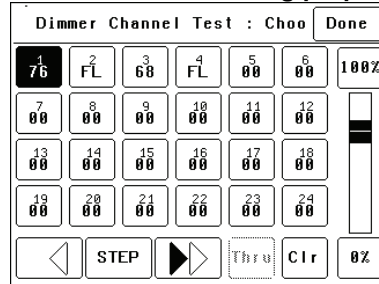 Dimmer Channel Test : Choo Done
1 2 3 4 5 6
76 FL 68 FL 00 00 100%
7 8 9 10 11 12
00 00 00 00 00 00
13 14 15 16 17 18
00 00 00 00 00 00
19 20 21 22 23 24
00 00 00 00 00 00
STEP Thru Clr 0%